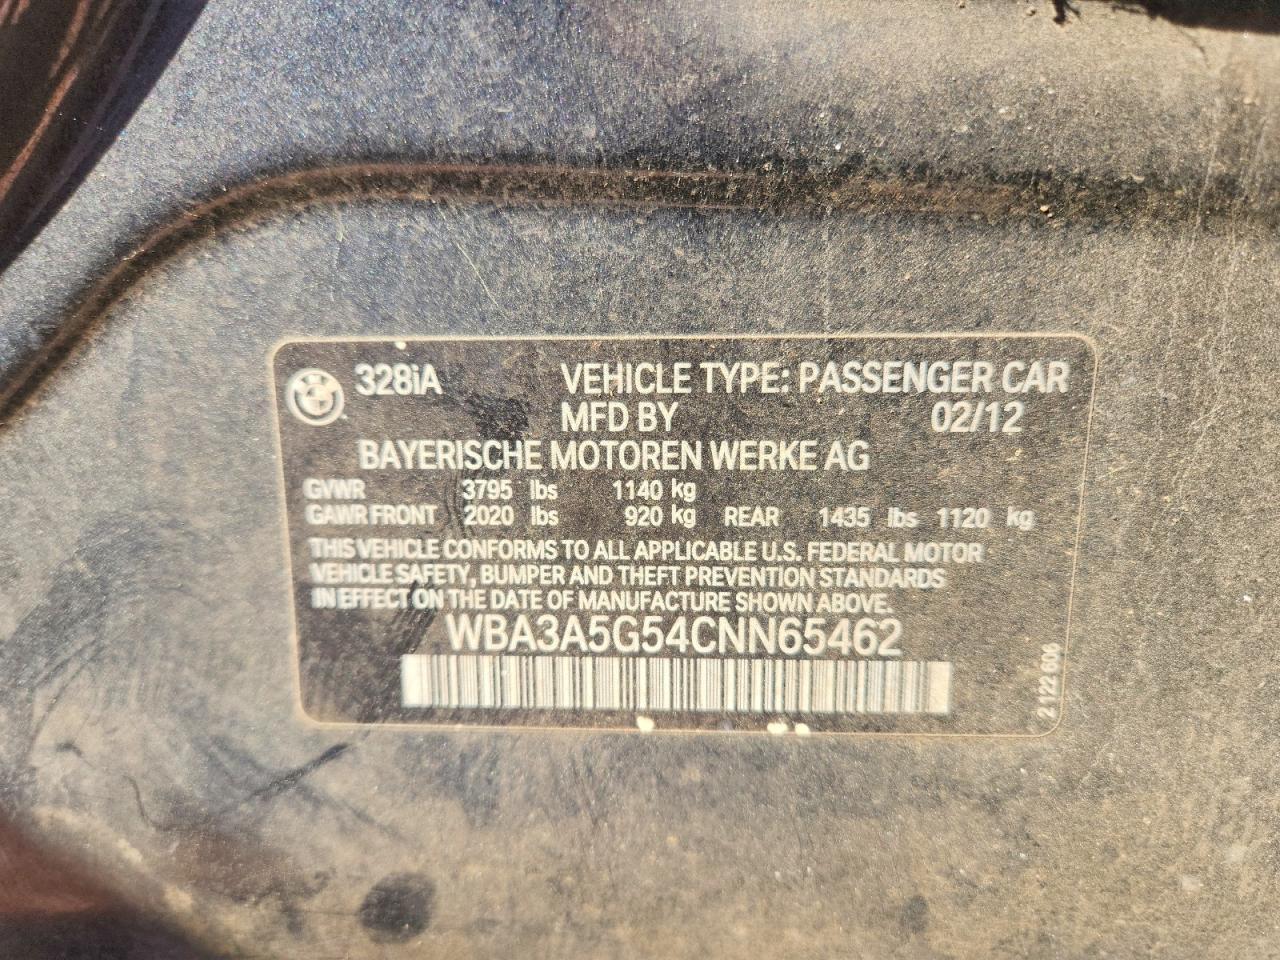 328iA VEHICLE TYPE: PASSENGER CAR
MFD BY 02/12
BAYERISCHE MOTOREN WERKE AG
GVWR 3795 lbs 1140 kg
GAWR FRONT 2020 lbs 920 kg REAR 1435 lbs 1120 kg
THIS VEHICLE CONFORMS TO ALL APPLICABLE U.S. FEDERAL MOTOR
VEHICLE SAFETY, BUMPER AND THEFT PREVENTION STANDARDS
IN EFFECT ON THE DATE OF MANUFACTURE SHOWN ABOVE.
WBA3A5G54CNN65462
2 122 606